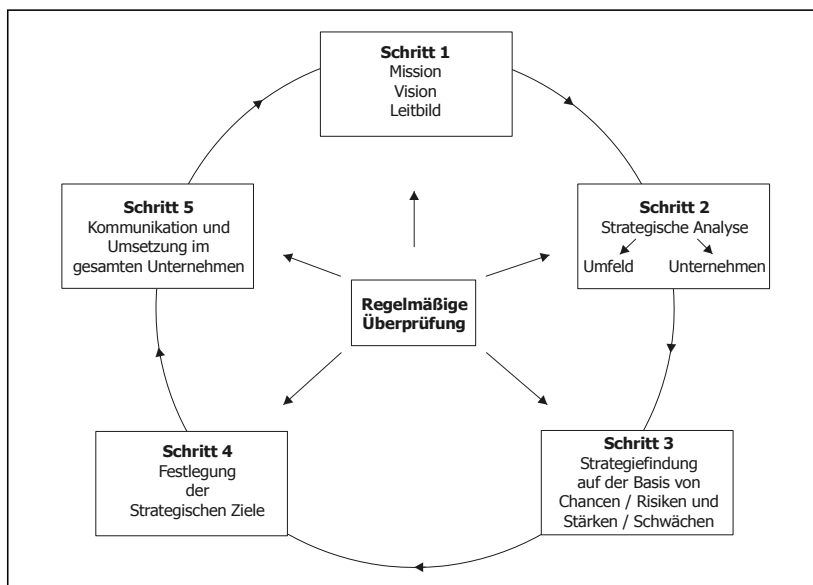 Schritt 1
Mission
Vision
Leitbild
Schritt 5
Kommunikation und
Umsetzung im
gesamten Unternehmen
Schritt 2
Strategische Analyse
Umfeld Unternehmen
Regelmäßige
Überprüfung
Schritt 4
Festlegung
der
Strategischen Ziele
Schritt 3
Strategiefindung
auf der Basis von
Chancen / Risiken und
Stärken / Schwächen